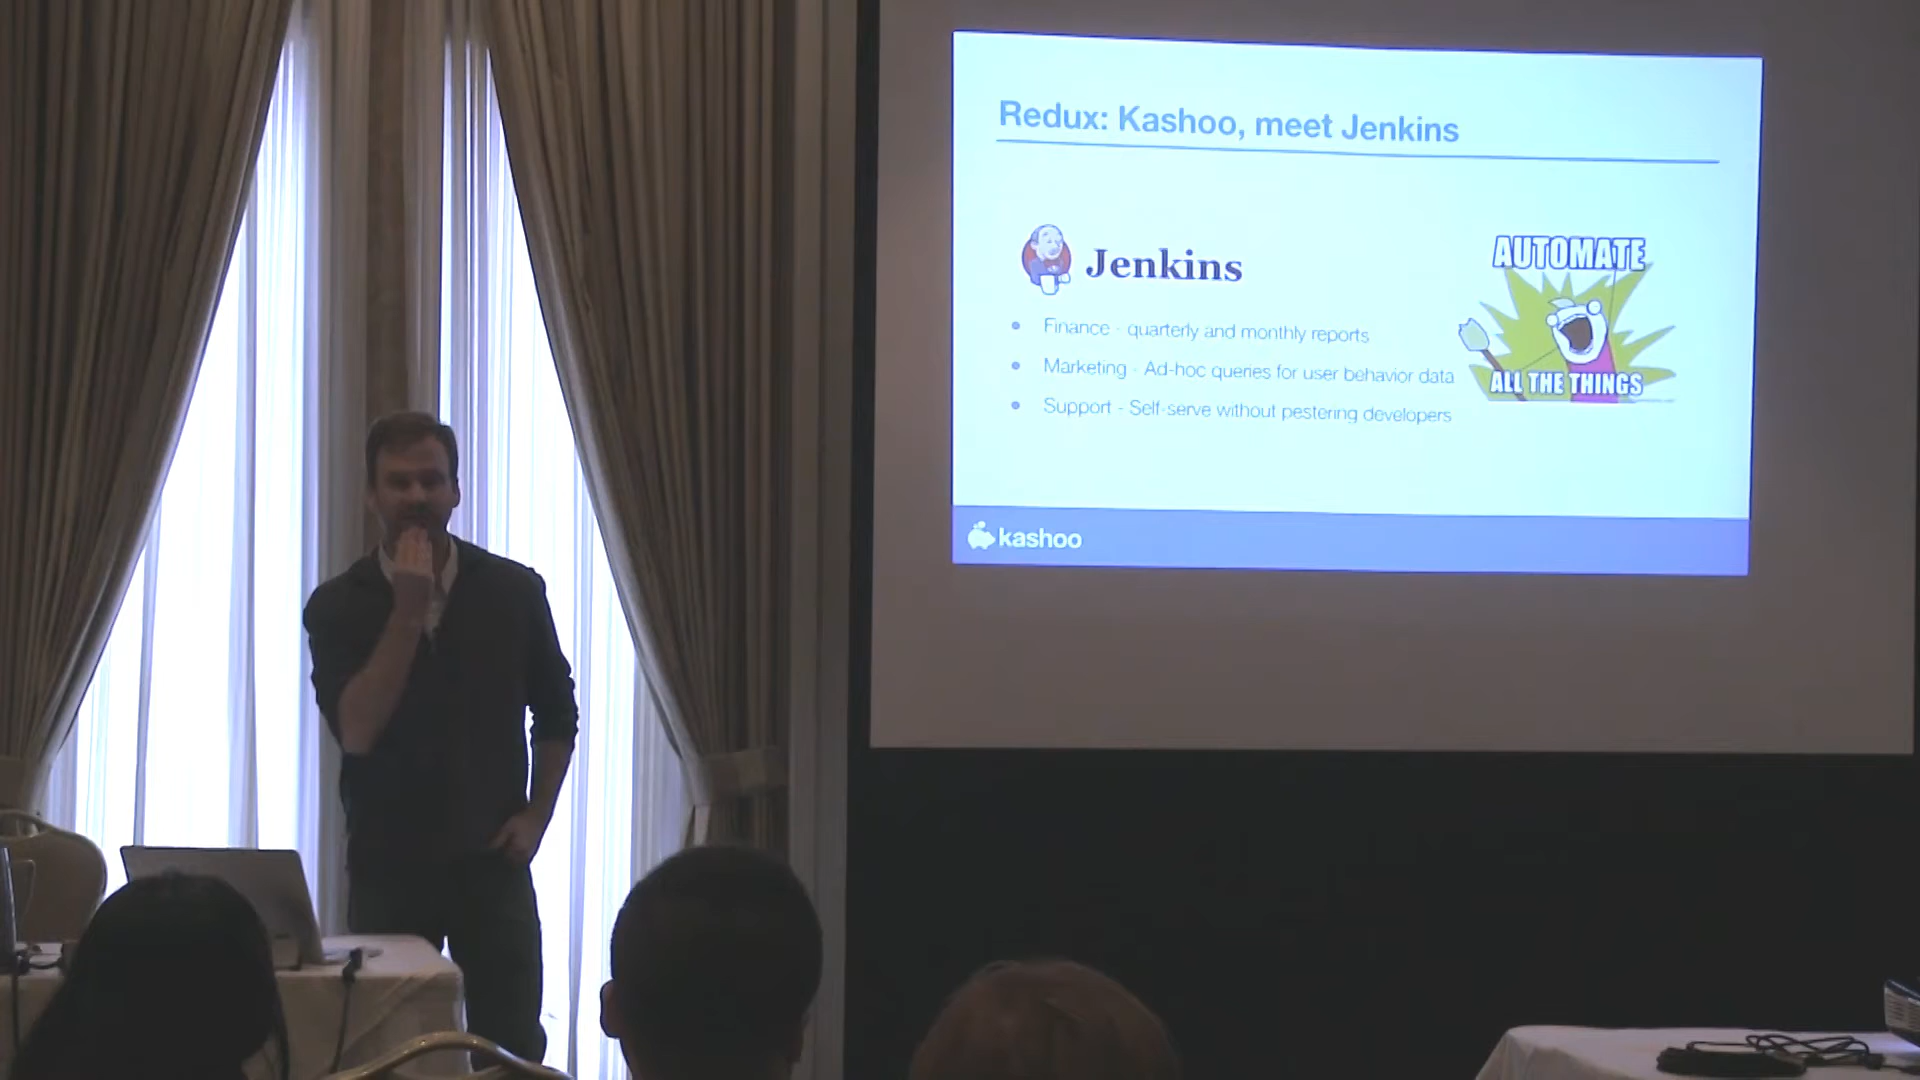 Redux: Kashoo, meet Jenkins
Jenkins
AUTOMATE
ALL THE THINGS
Finance - quarterly and monthly reports
Marketing - Ad-hoc queries for user behavior data
Support - Self-serve without pestering developers
kashoo